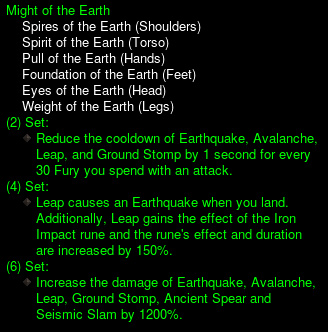 Might of the Earth
Spires of the Earth (Shoulders)
Spirit of the Earth (Torso)
Pull of the Earth (Hands)
Foundation of the Earth (Feet)
Eyes of the Earth (Head)
Weight of the Earth (Legs)
(2) Set:
Reduce the cooldown of Earthquake, Avalanche,
Leap, and Ground Stomp by 1 second for every
30 Fury you spend with an attack.
(4) Set:
Leap causes an Earthquake when you land.
Additionally, Leap gains the effect of the Iron
Impact rune and the rune's effect and duration
are increased by 150%.
(6) Set:
Increase the damage of Earthquake, Avalanche,
Leap, Ground Stomp, Ancient Spear and
Seismic Slam by 1200%.